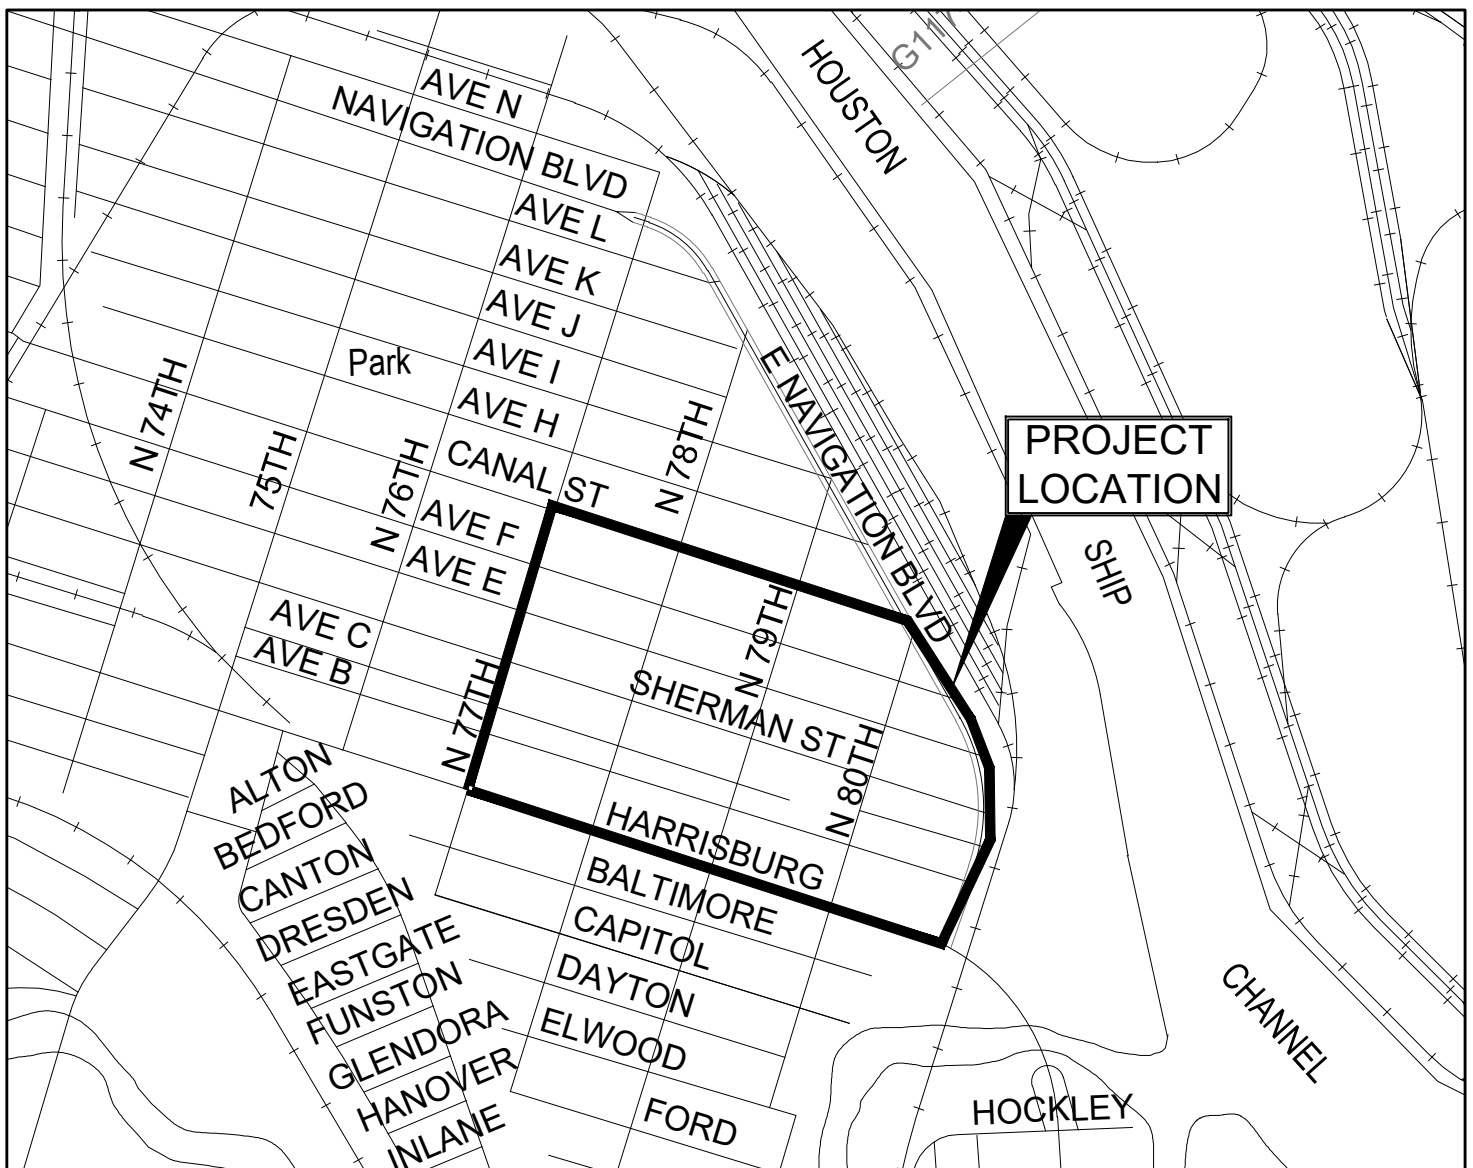 G117
HOUSTON
AVE N
NAVIGATION BLVD
AVE L
AVE K
AVE J
AVE I
Park
AVE H
CANAL ST
N 74TH
75TH
N 76TH
N 78TH
E NAVIGATION BLVD
PROJECT
LOCATION
SHIP
AVE F
AVE E
AVE C
AVE B
N 77TH
N 79TH
SHERMAN ST
N 80TH
ALTON
BEDFORD
CANTON
DRESDEN
EASTGATE
FUNSTON
GLENDORA
HANOVER
INLANE
HARRISBURG
BALTIMORE
CAPITOL
DAYTON
ELWOOD
FORD
CHANNEL
HOCKLEY